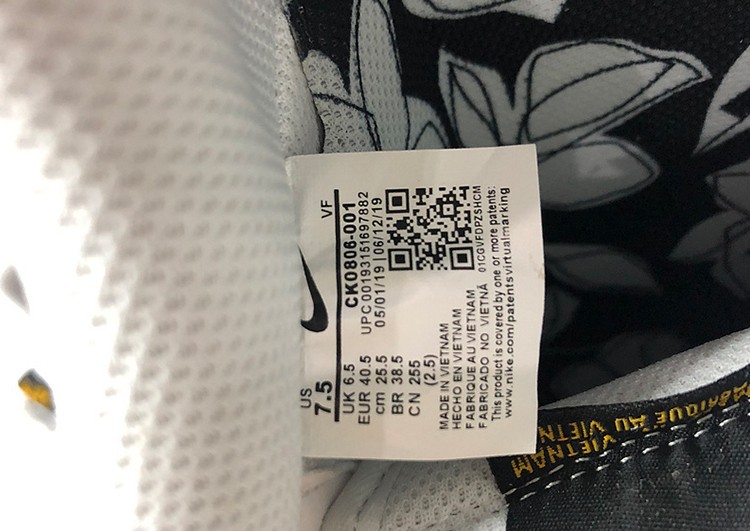 US
7.5
VF
UK 6.5
CK0806-001
EUR 40.5
UPC 00193151697882
cm 25.5
05/01/19 06/12/19
BR 38.5
CN 255
(2.5)
MADE IN VIETNAM
HECHO EN VIETNAM
FABRIQUE AU VIETNAM
FABRICADO NO VIETNÃ
01CGVFDPZSHCM
This product is covered by one or more patents:
www.nike.com/patentsvirtualmarking
FABRIQUÉ AU VIETN
VIETNAM